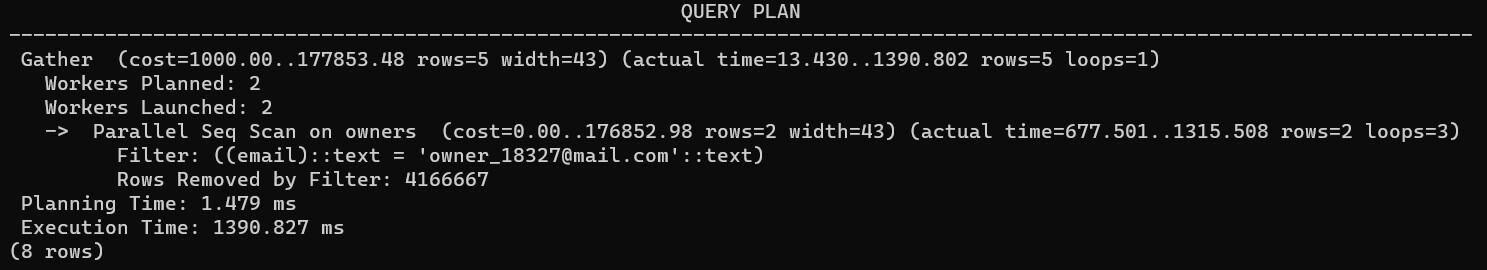 QUERY PLAN
--------------------------------------------------------------------------------------------------------------------------
Gather  (cost=1000.00..177853.48 rows=5 width=43) (actual time=13.430..1390.802 rows=5 loops=1)
  Workers Planned: 2
  Workers Launched: 2
  ->  Parallel Seq Scan on owners  (cost=0.00..176852.98 rows=2 width=43) (actual time=677.501..1315.508 rows=2 loops=3)
        Filter: ((email)::text = 'owner_18327@mail.com'::text)
        Rows Removed by Filter: 4166667
Planning Time: 1.479 ms
Execution Time: 1390.827 ms
(8 rows)